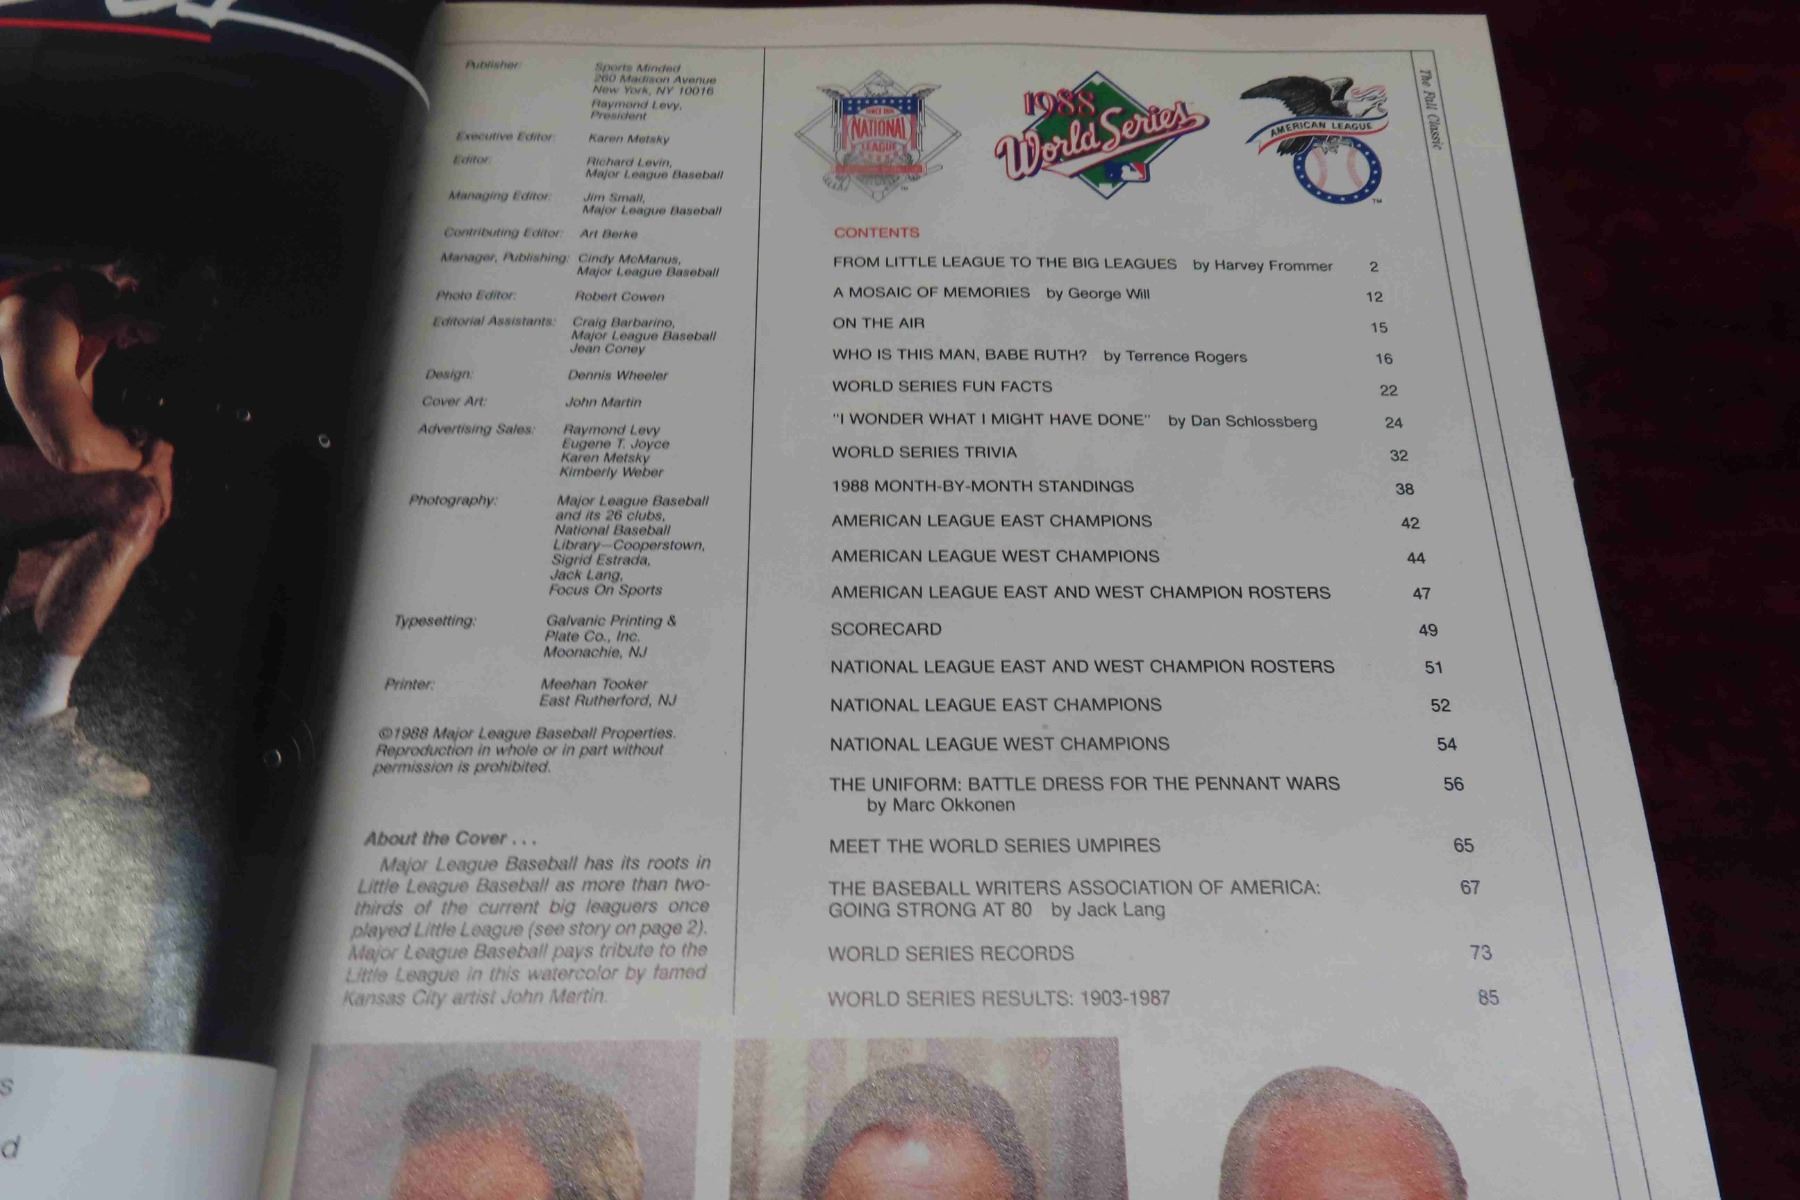 Publisher: Sports Minded
260 Madison Avenue
New York, NY 10016
Raymond Levy,
President
Executive Editor: Karen Metsky
Editor: Richard Levin,
Major League Baseball
Managing Editor: Jim Small,
Major League Baseball
Contributing Editor: Art Berke
Manager, Publishing: Cindy McManus,
Major League Baseball
Photo Editor: Robert Cowen
Editorial Assistants: Craig Barbarino,
Major League Baseball
Jean Coney
Design: Dennis Wheeler
Cover Art: John Martin
Advertising Sales: Raymond Levy
Eugene T. Joyce
Karen Metsky
Kimberly Weber
Photography: Major League Baseball
and its 26 clubs,
National Baseball
Library—Cooperstown,
Sigrid Estrada,
Jack Lang,
Focus On Sports
Typesetting: Galvanic Printing &
Plate Co., Inc.
Moonachie, NJ
Printer: Meehan Tooker
East Rutherford, NJ
©1988 Major League Baseball Properties.
Reproduction in whole or in part without
permission is prohibited.
About the Cover . . .
Major League Baseball has its roots in
Little League Baseball as more than two-
thirds of the current big leaguers once
played Little League (see story on page 2).
Major League Baseball pays tribute to the
Little League in this watercolor by famed
Kansas City artist John Martin.
SINCE 1876
NATIONAL
LEAGUE
TM
1988
World Series
AMERICAN LEAGUE
TM
The Fall Classic
CONTENTS
FROM LITTLE LEAGUE TO THE BIG LEAGUES by Harvey Frommer 2
A MOSAIC OF MEMORIES by George Will 12
ON THE AIR 15
WHO IS THIS MAN, BABE RUTH? by Terrence Rogers 16
WORLD SERIES FUN FACTS 22
"I WONDER WHAT I MIGHT HAVE DONE" by Dan Schlossberg 24
WORLD SERIES TRIVIA 32
1988 MONTH-BY-MONTH STANDINGS 38
AMERICAN LEAGUE EAST CHAMPIONS 42
AMERICAN LEAGUE WEST CHAMPIONS 44
AMERICAN LEAGUE EAST AND WEST CHAMPION ROSTERS 47
SCORECARD 49
NATIONAL LEAGUE EAST AND WEST CHAMPION ROSTERS 51
NATIONAL LEAGUE EAST CHAMPIONS 52
NATIONAL LEAGUE WEST CHAMPIONS 54
THE UNIFORM: BATTLE DRESS FOR THE PENNANT WARS 56
by Marc Okkonen
MEET THE WORLD SERIES UMPIRES 65
THE BASEBALL WRITERS ASSOCIATION OF AMERICA: 67
GOING STRONG AT 80 by Jack Lang
WORLD SERIES RECORDS 73
WORLD SERIES RESULTS: 1903-1987 85